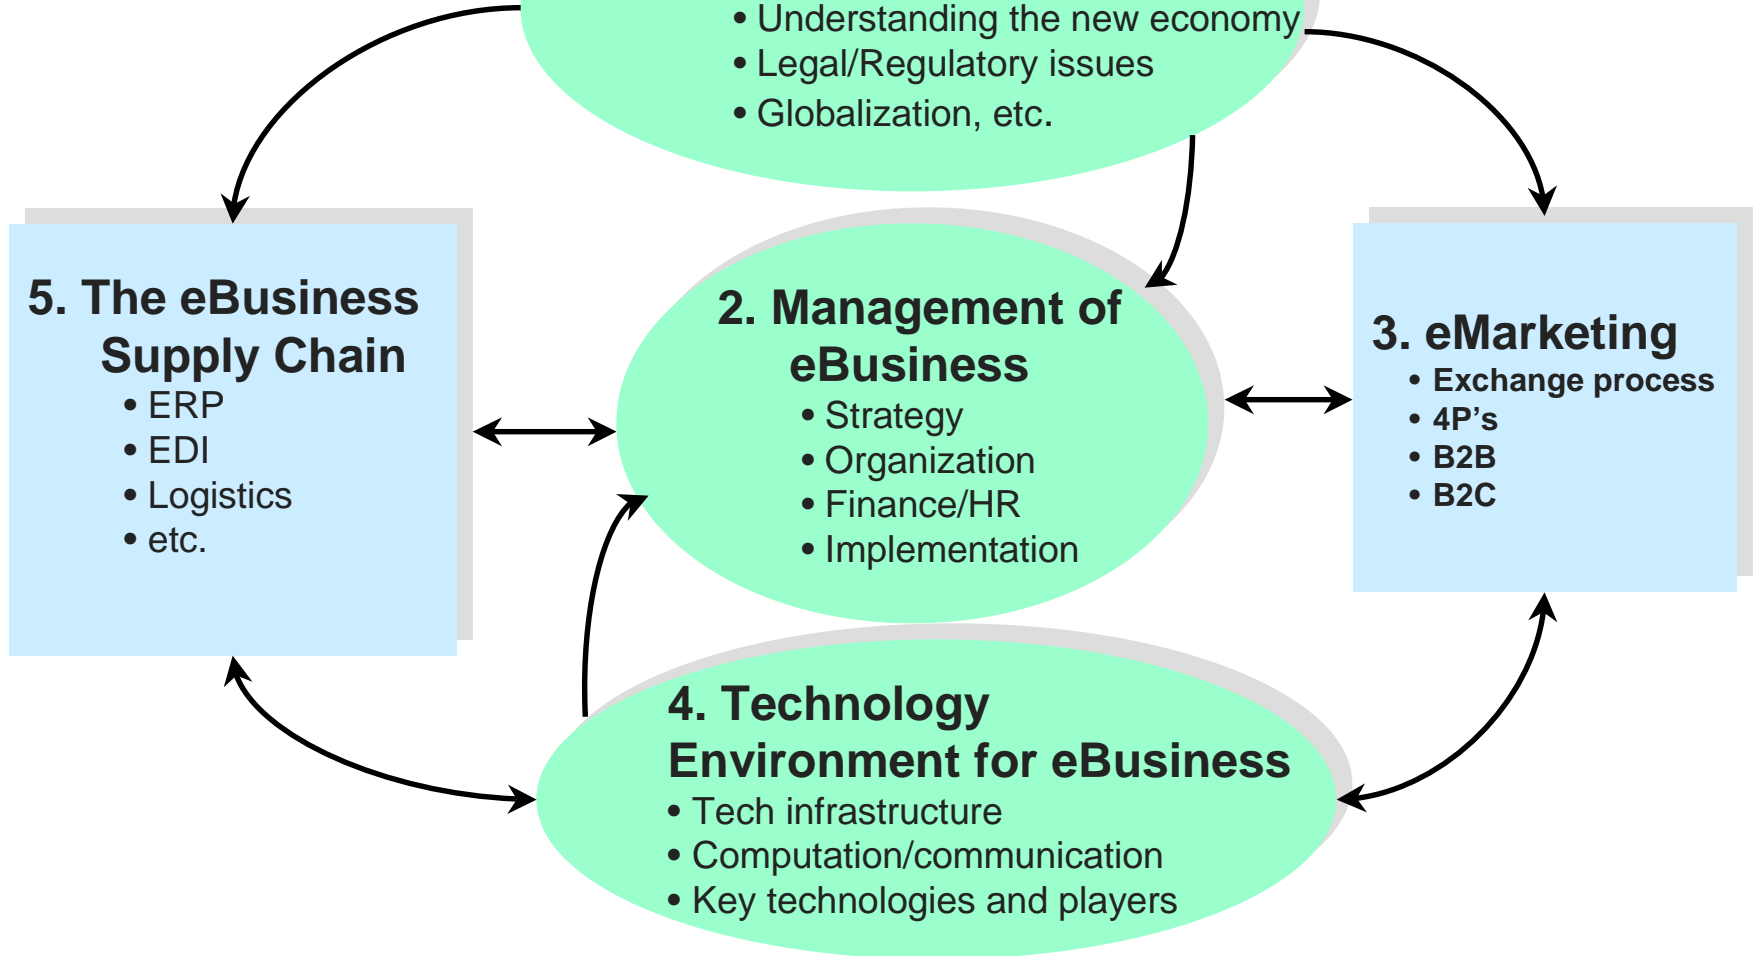 • Understanding the new economy
• Legal/Regulatory issues
• Globalization, etc.
5. The eBusiness
Supply Chain
• ERP
• EDI
• Logistics
• etc.
2. Management of
eBusiness
• Strategy
• Organization
• Finance/HR
• Implementation
3. eMarketing
• Exchange process
• 4P’s
• B2B
• B2C
4. Technology
Environment for eBusiness
• Tech infrastructure
• Computation/communication
• Key technologies and players